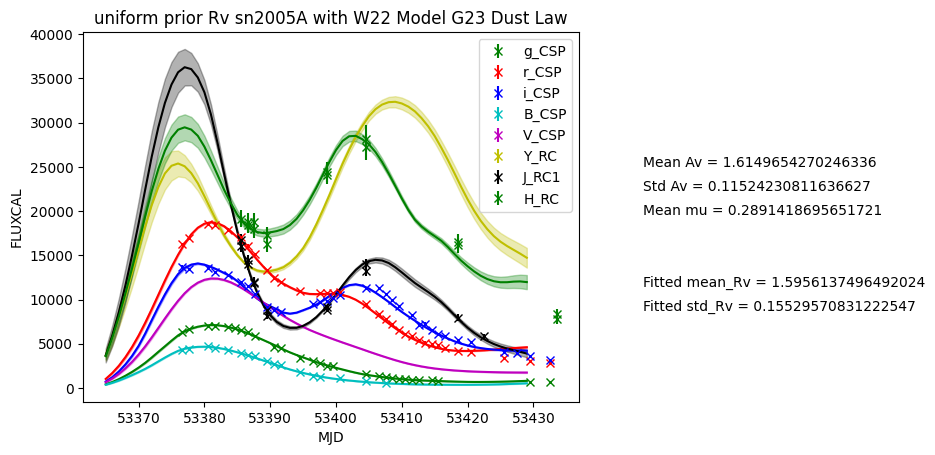 uniform prior Rv sn2005A with W22 Model G23 Dust Law
FLUXCAL
40000
35000
30000
25000
20000
15000
10000
5000
0
g_CSP
r_CSP
i_CSP
B_CSP
V_CSP
Y_RC
J_RC1
H_RC
53370 53380 53390 53400 53410 53420 53430
MJD
Mean Av = 1.6149654270246336
Std Av = 0.11524230811636627
Mean mu = 0.2891418695651721
Fitted mean_Rv = 1.5956137496492024
Fitted std_Rv = 0.15529570831222547